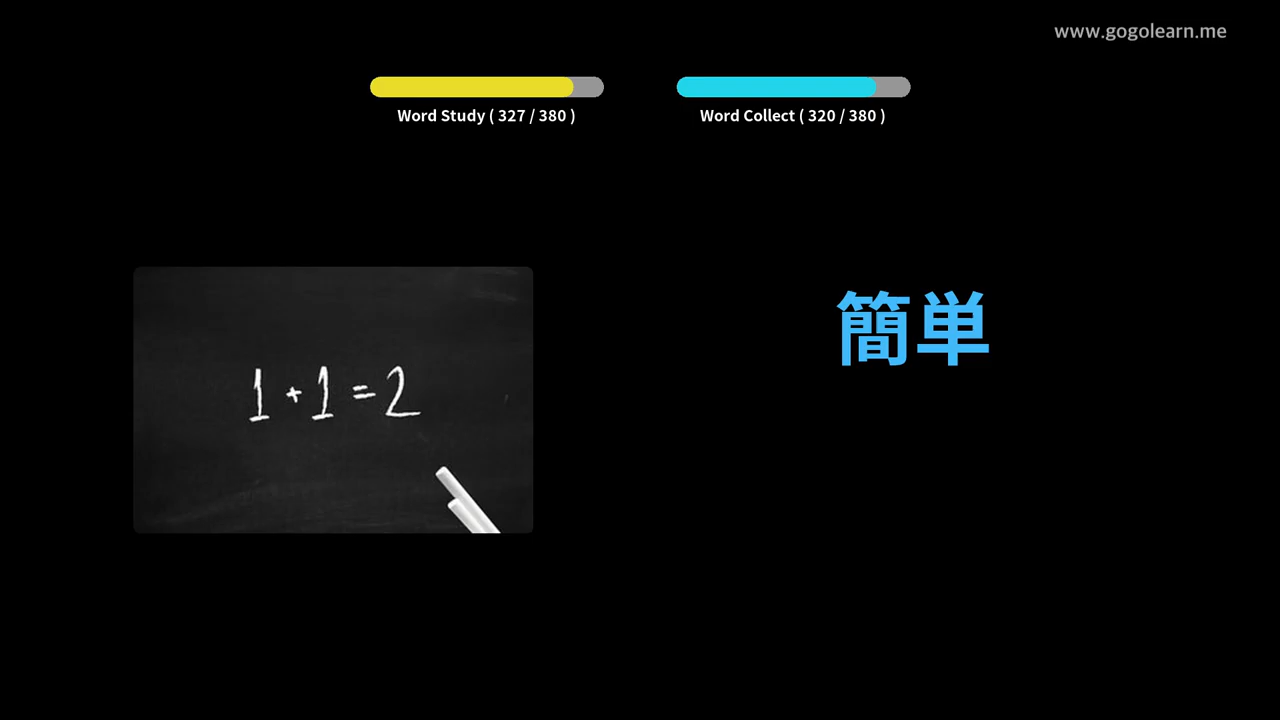 www.gogolearn.me
Word Study ( 327 / 380 )
Word Collect ( 320 / 380 )
1 + 1 = 2
簡単